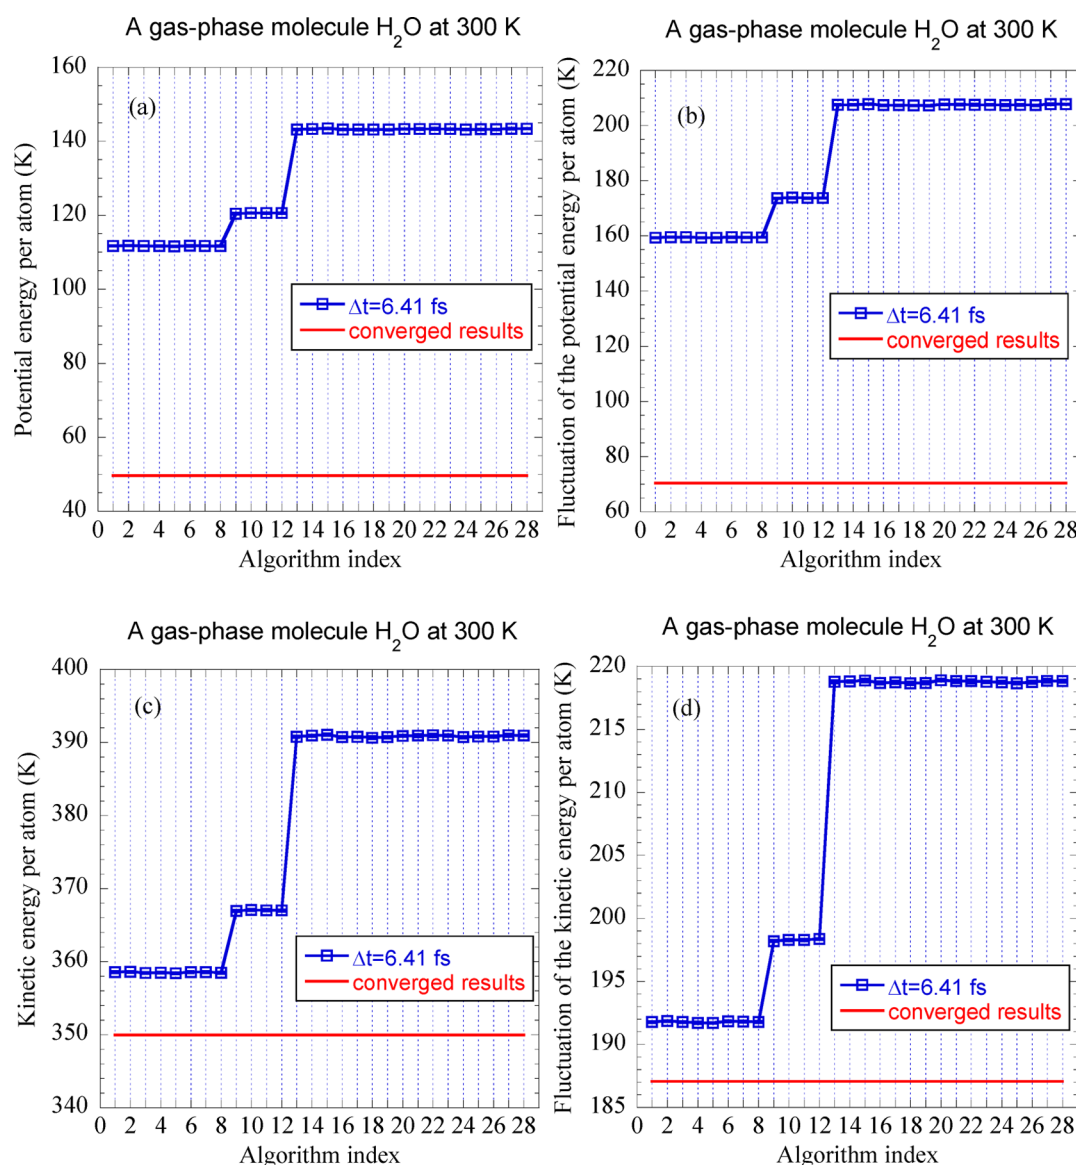 A gas-phase molecule H2O at 300 K
(a)
Potential energy per atom (K)
160
140
120
100
80
60
40
Δt=6.41 fs
converged results
0 2 4 6 8 10 12 14 16 18 20 22 24 26 28
Algorithm index
A gas-phase molecule H2O at 300 K
(b)
Fluctuation of the potential energy per atom (K)
220
200
180
160
140
120
100
80
60
Δt=6.41 fs
converged results
0 2 4 6 8 10 12 14 16 18 20 22 24 26 28
Algorithm index
A gas-phase molecule H2O at 300 K
(c)
Kinetic energy per atom (K)
400
390
380
370
360
350
340
Δt=6.41 fs
converged results
0 2 4 6 8 10 12 14 16 18 20 22 24 26 28
Algorithm index
A gas-phase molecule H2O at 300 K
(d)
Fluctuation of the kinetic energy per atom (K)
220
215
210
205
200
195
190
185
Δt=6.41 fs
converged results
0 2 4 6 8 10 12 14 16 18 20 22 24 26 28
Algorithm index